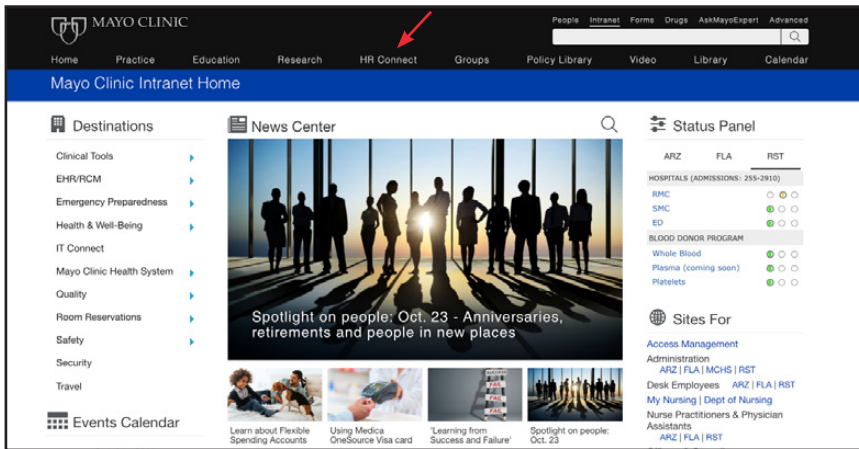 MAYO CLINIC
People Intranet Forms Drugs AskMayoExpert Advanced
Home Practice Education Research HR Connect Groups Policy Library Video Library Calendar
Mayo Clinic Intranet Home
Destinations
Clinical Tools
EHR/RCM
Emergency Preparedness
Health & Well-Being
IT Connect
Mayo Clinic Health System
Quality
Room Reservations
Safety
Security
Travel
Events Calendar
News Center
Spotlight on people: Oct. 23 - Anniversaries,
retirements and people in new places
FAIL
FAIL
FAIL
Learn about Flexible
Spending Accounts
Using Medica
OneSource Visa card
'Learning from
Success and Failure'
Spotlight on people:
Oct. 23
Status Panel
ARZ FLA RST
HOSPITALS (ADMISSIONS: 255-2910)
RMC
SMC
ED
BLOOD DONOR PROGRAM
Whole Blood
Plasma (coming soon)
Platelets
Sites For
Access Management
Administration
ARZ | FLA | MCHS | RST
Desk Employees ARZ | FLA | RST
My Nursing | Dept of Nursing
Nurse Practitioners & Physician
Assistants
ARZ | FLA | RST